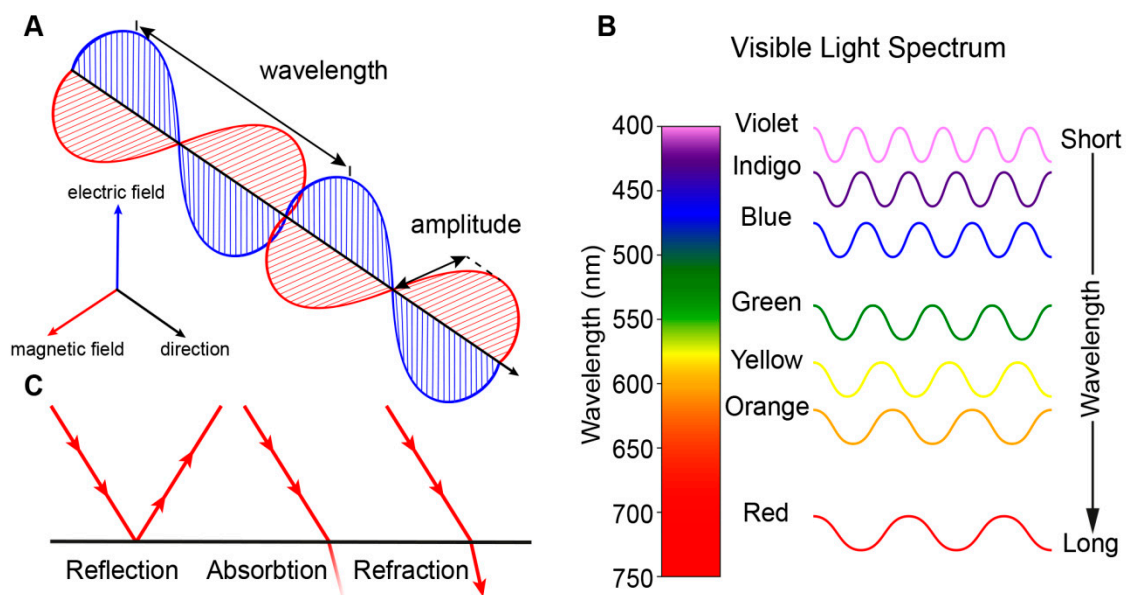 A
wavelength
amplitude
electric field
magnetic field
direction
B
Visible Light Spectrum
Wavelength (nm)
400
450
500
550
600
650
700
750
Violet
Indigo
Blue
Green
Yellow
Orange
Red
Short
Wavelength
Long
C
Reflection
Absorbtion
Refraction